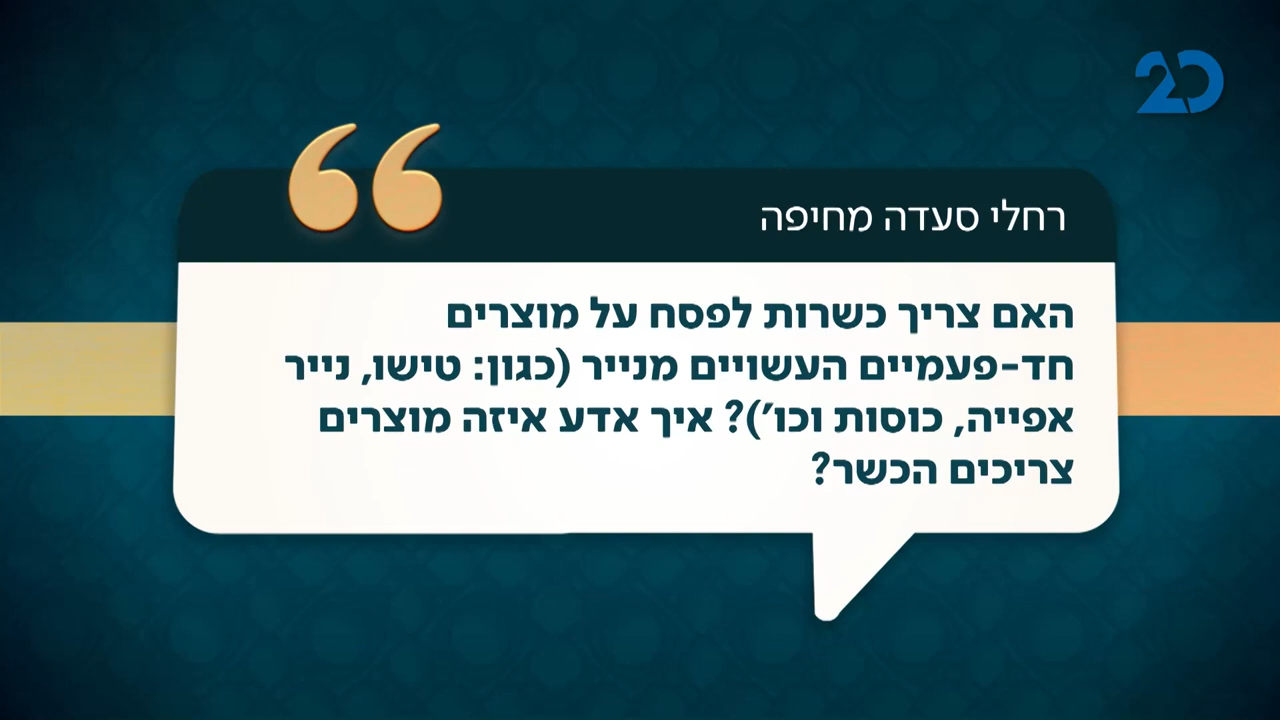 20
רחלי סעדה מחיפה
האם צריך כשרות לפסח על מוצרים
חד-פעמיים העשויים מנייר (כגון: טישו, נייר
אפייה, כוסות וכו')? איך אדע איזה מוצרים
צריכים הכשר?